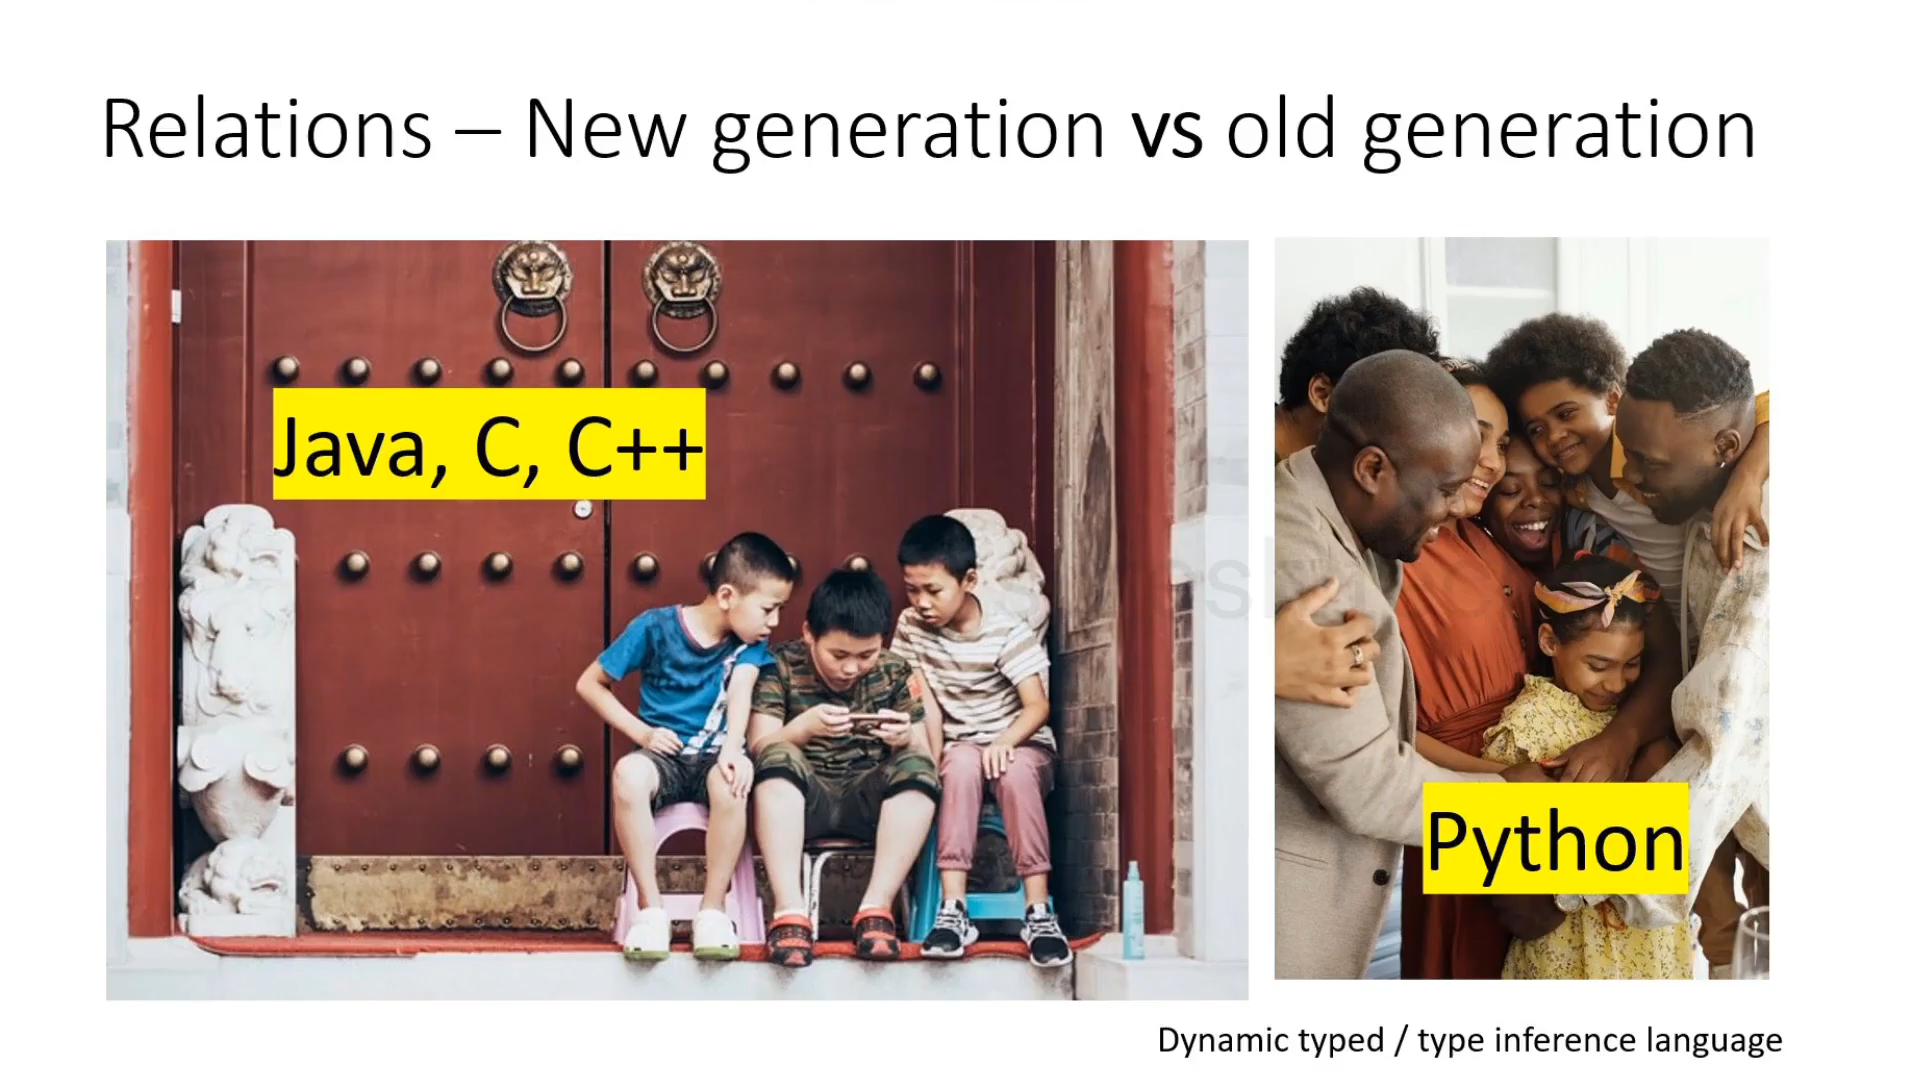 Relations – New generation vs old generation
Java, C, C++
Python
Dynamic typed / type inference language